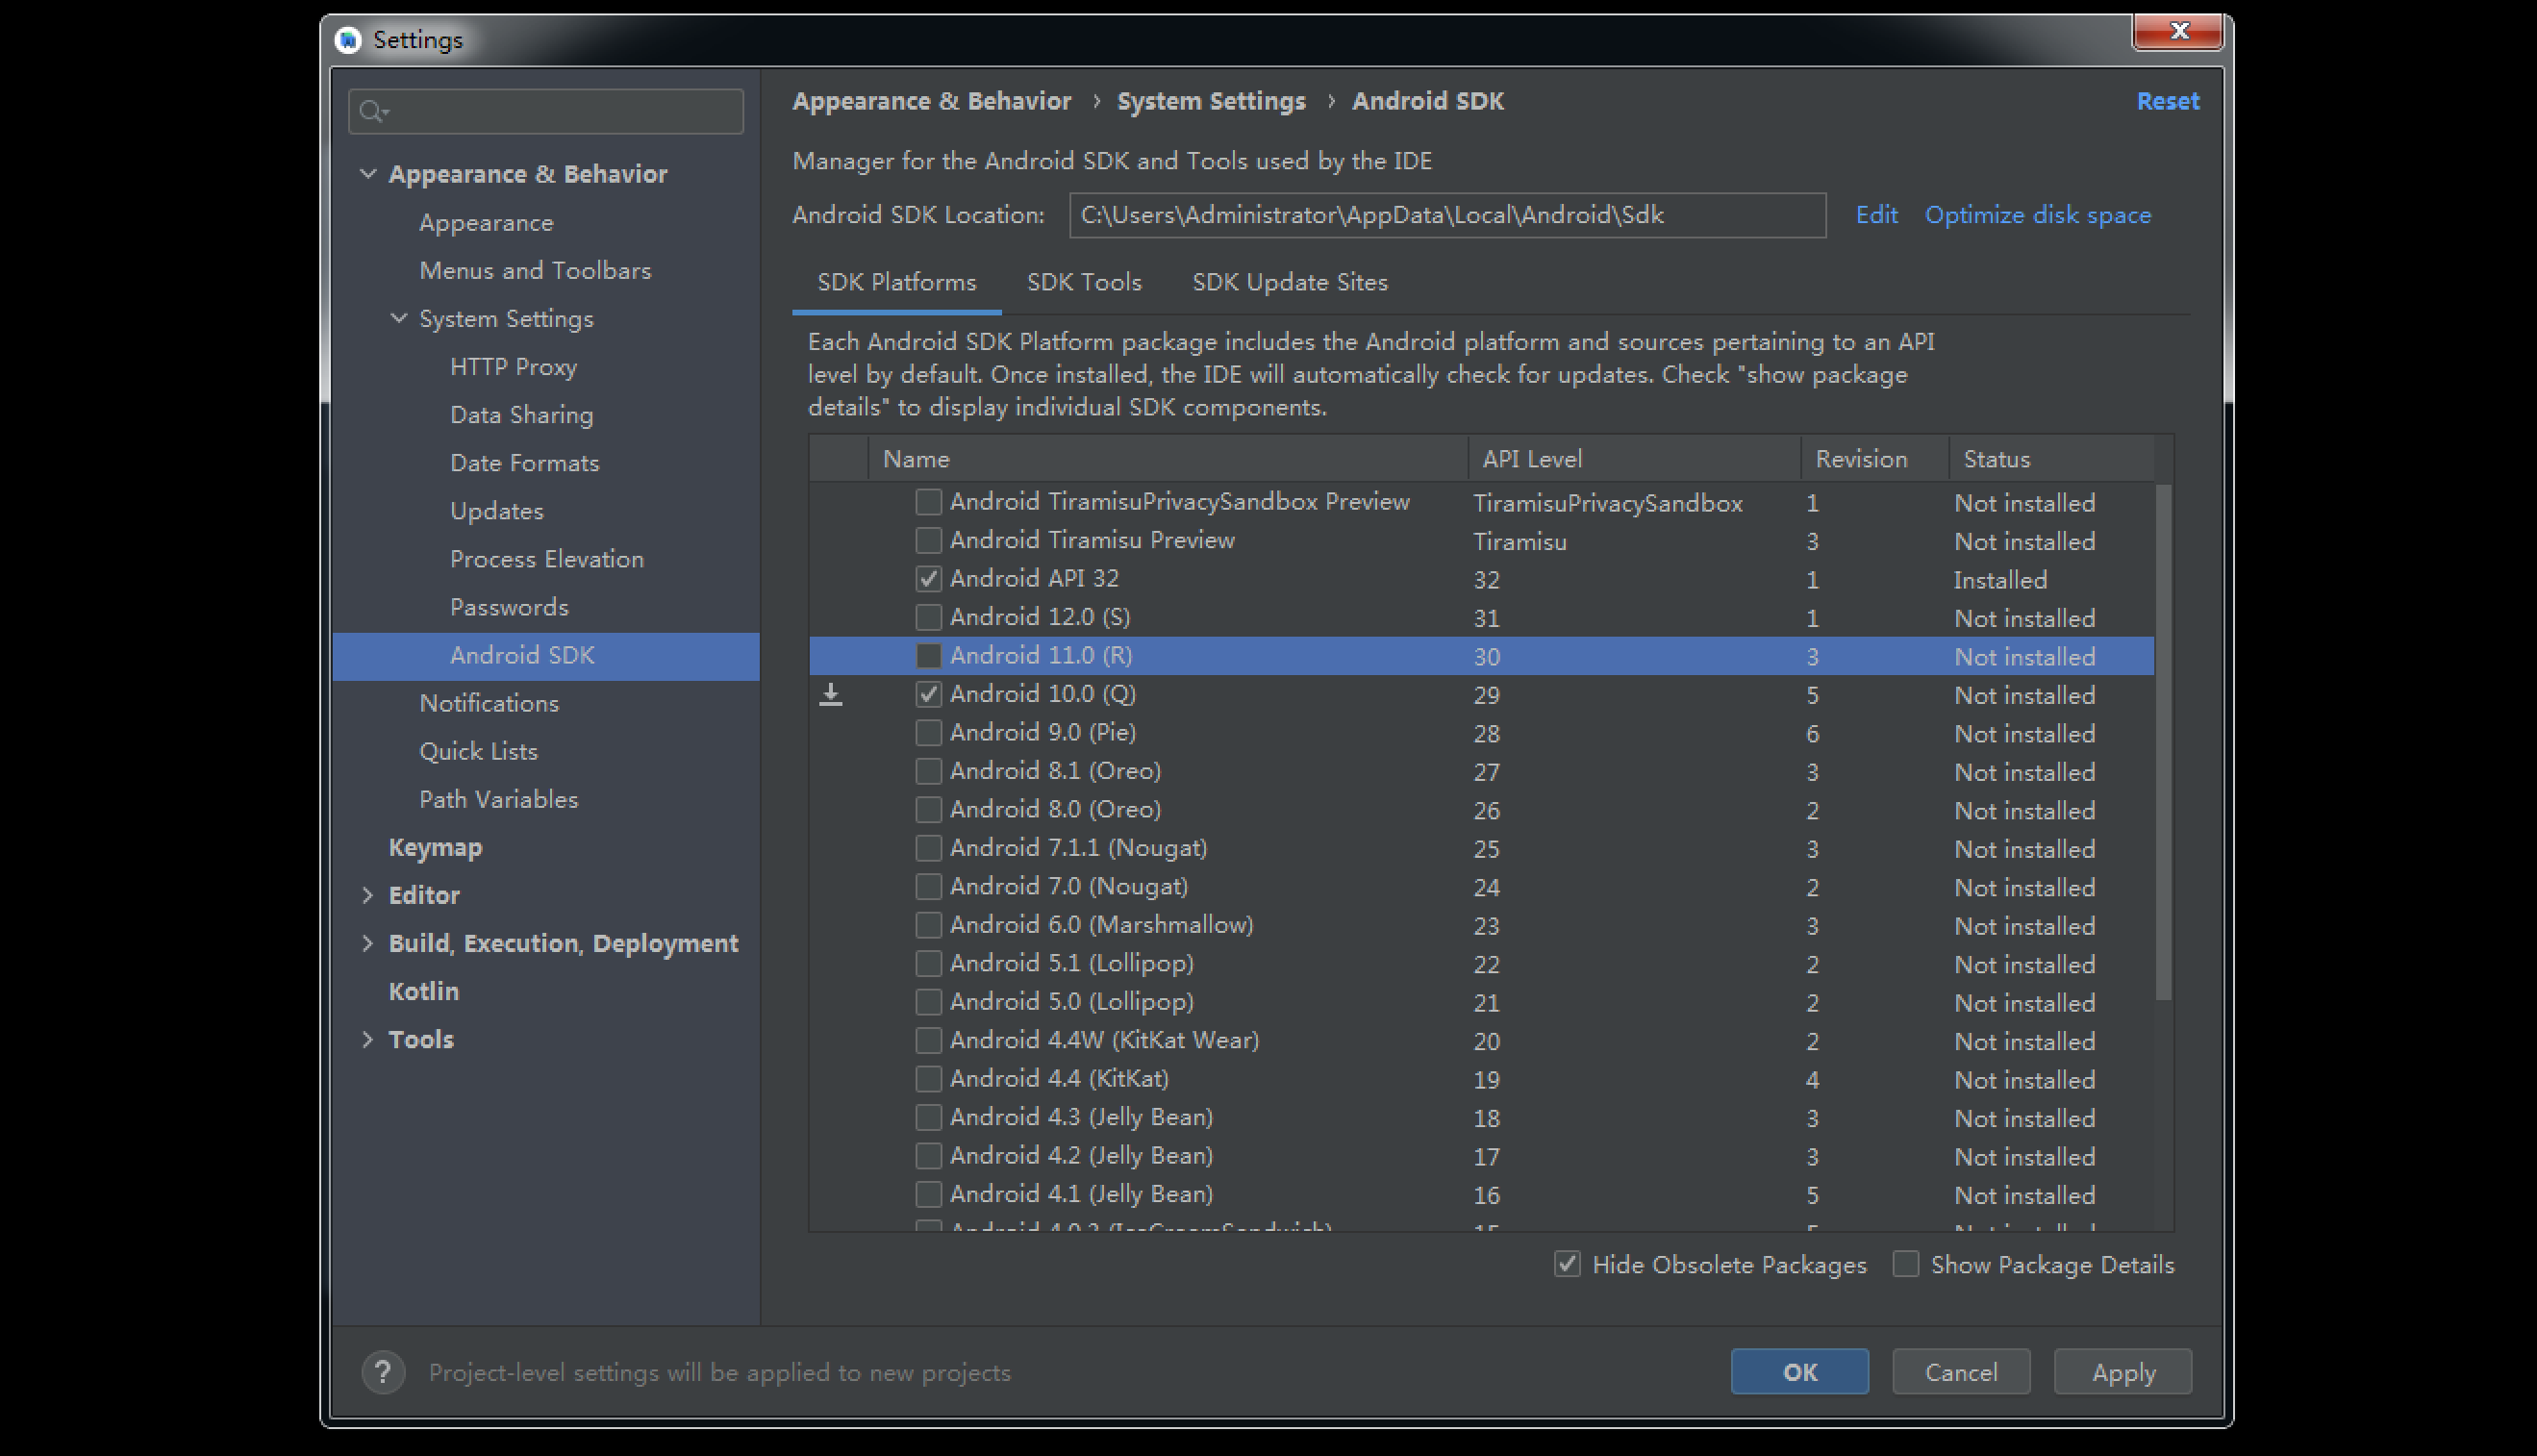 Settings
Appearance & Behavior
Appearance
Menus and Toolbars
System Settings
HTTP Proxy
Data Sharing
Date Formats
Updates
Process Elevation
Passwords
Android SDK
Notifications
Quick Lists
Path Variables
Keymap
Editor
Build, Execution, Deployment
Kotlin
Tools
Appearance & Behavior › System Settings › Android SDK Reset
Manager for the Android SDK and Tools used by the IDE
Android SDK Location: C:\Users\Administrator\AppData\Local\Android\Sdk Edit Optimize disk space
SDK Platforms SDK Tools SDK Update Sites
Each Android SDK Platform package includes the Android platform and sources pertaining to an API
level by default. Once installed, the IDE will automatically check for updates. Check "show package
details" to display individual SDK components.
Name API Level Revision Status
Android TiramisuPrivacySandbox Preview TiramisuPrivacySandbox 1 Not installed
Android Tiramisu Preview Tiramisu 3 Not installed
Android API 32 32 1 Installed
Android 12.0 (S) 31 1 Not installed
Android 11.0 (R) 30 3 Not installed
Android 10.0 (Q) 29 5 Not installed
Android 9.0 (Pie) 28 6 Not installed
Android 8.1 (Oreo) 27 3 Not installed
Android 8.0 (Oreo) 26 2 Not installed
Android 7.1.1 (Nougat) 25 3 Not installed
Android 7.0 (Nougat) 24 2 Not installed
Android 6.0 (Marshmallow) 23 3 Not installed
Android 5.1 (Lollipop) 22 2 Not installed
Android 5.0 (Lollipop) 21 2 Not installed
Android 4.4W (KitKat Wear) 20 2 Not installed
Android 4.4 (KitKat) 19 4 Not installed
Android 4.3 (Jelly Bean) 18 3 Not installed
Android 4.2 (Jelly Bean) 17 3 Not installed
Android 4.1 (Jelly Bean) 16 5 Not installed
Hide Obsolete Packages Show Package Details
? Project-level settings will be applied to new projects
OK Cancel Apply